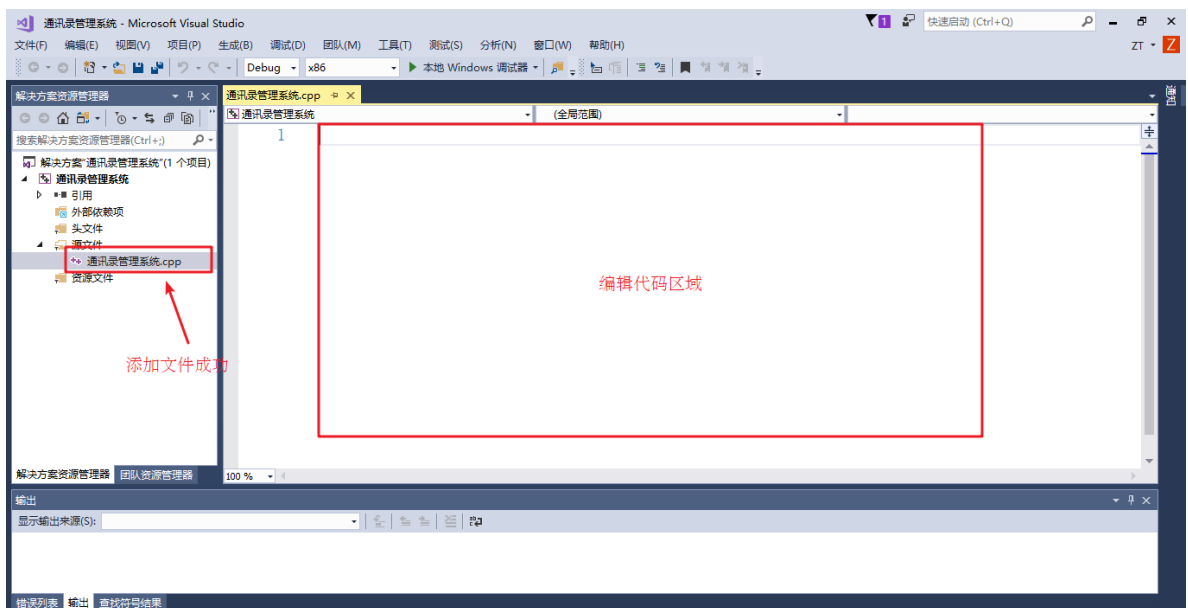 通讯录管理系统 - Microsoft Visual Studio
1
快速启动 (Ctrl+Q)
文件(F) 编辑(E) 视图(V) 项目(P) 生成(B) 调试(D) 团队(M) 工具(T) 测试(S) 分析(N) 窗口(W) 帮助(H)
ZT
Z
Debug x86 本地 Windows 调试器
解决方案资源管理器
通讯录管理系统.cpp
通讯录管理系统
(全局范围)
搜索解决方案资源管理器(Ctrl+;)
1
解决方案"通讯录管理系统"(1 个项目)
通讯录管理系统
引用
外部依赖项
头文件
源文件
通讯录管理系统.cpp
资源文件
编辑代码区域
添加文件成功
解决方案资源管理器 团队资源管理器
100 %
输出
显示输出来源(S):
错误列表 输出 查找符号结果